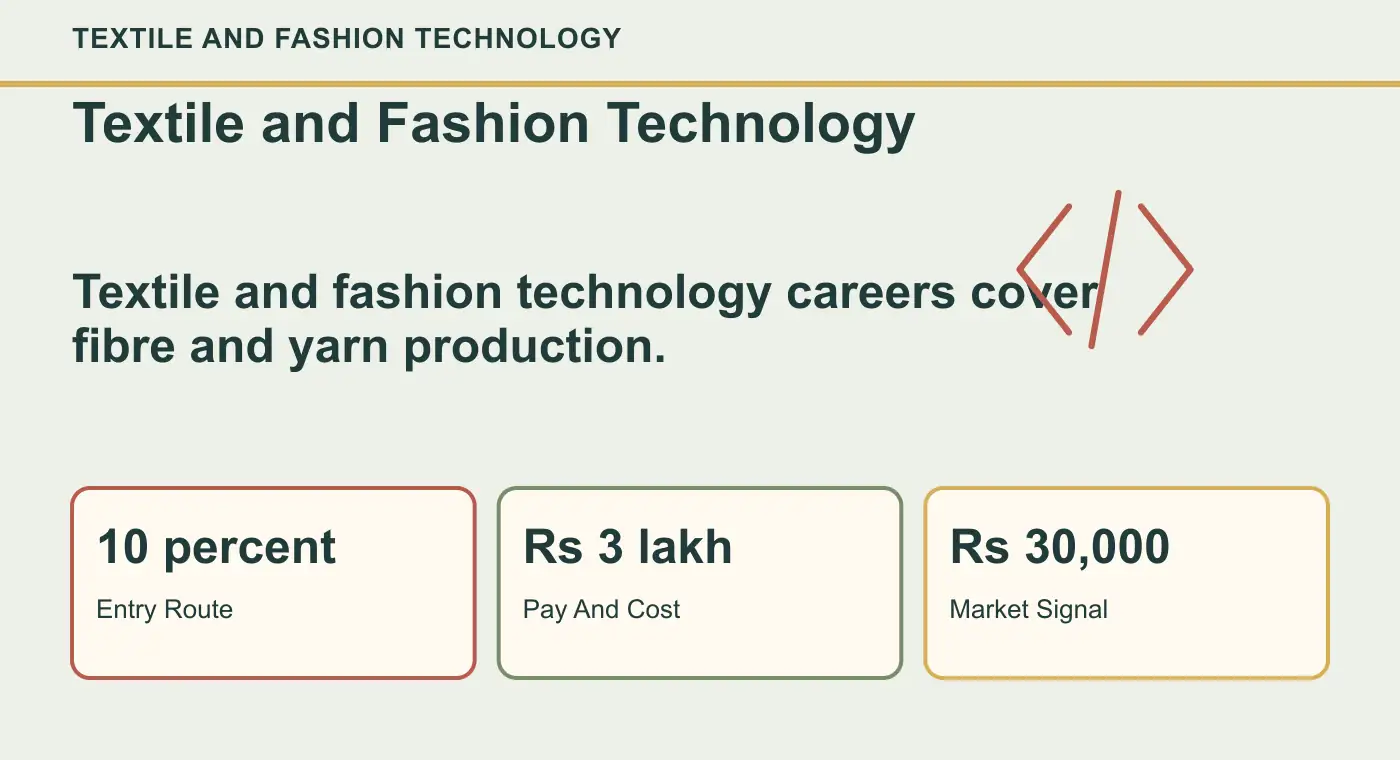 TEXTILE AND FASHION TECHNOLOGY
Textile and Fashion Technology
Textile and fashion technology careers cover
fibre and yarn production.
10 percent
Entry Route
Rs 3 lakh
Pay And Cost
Rs 30,000
Market Signal